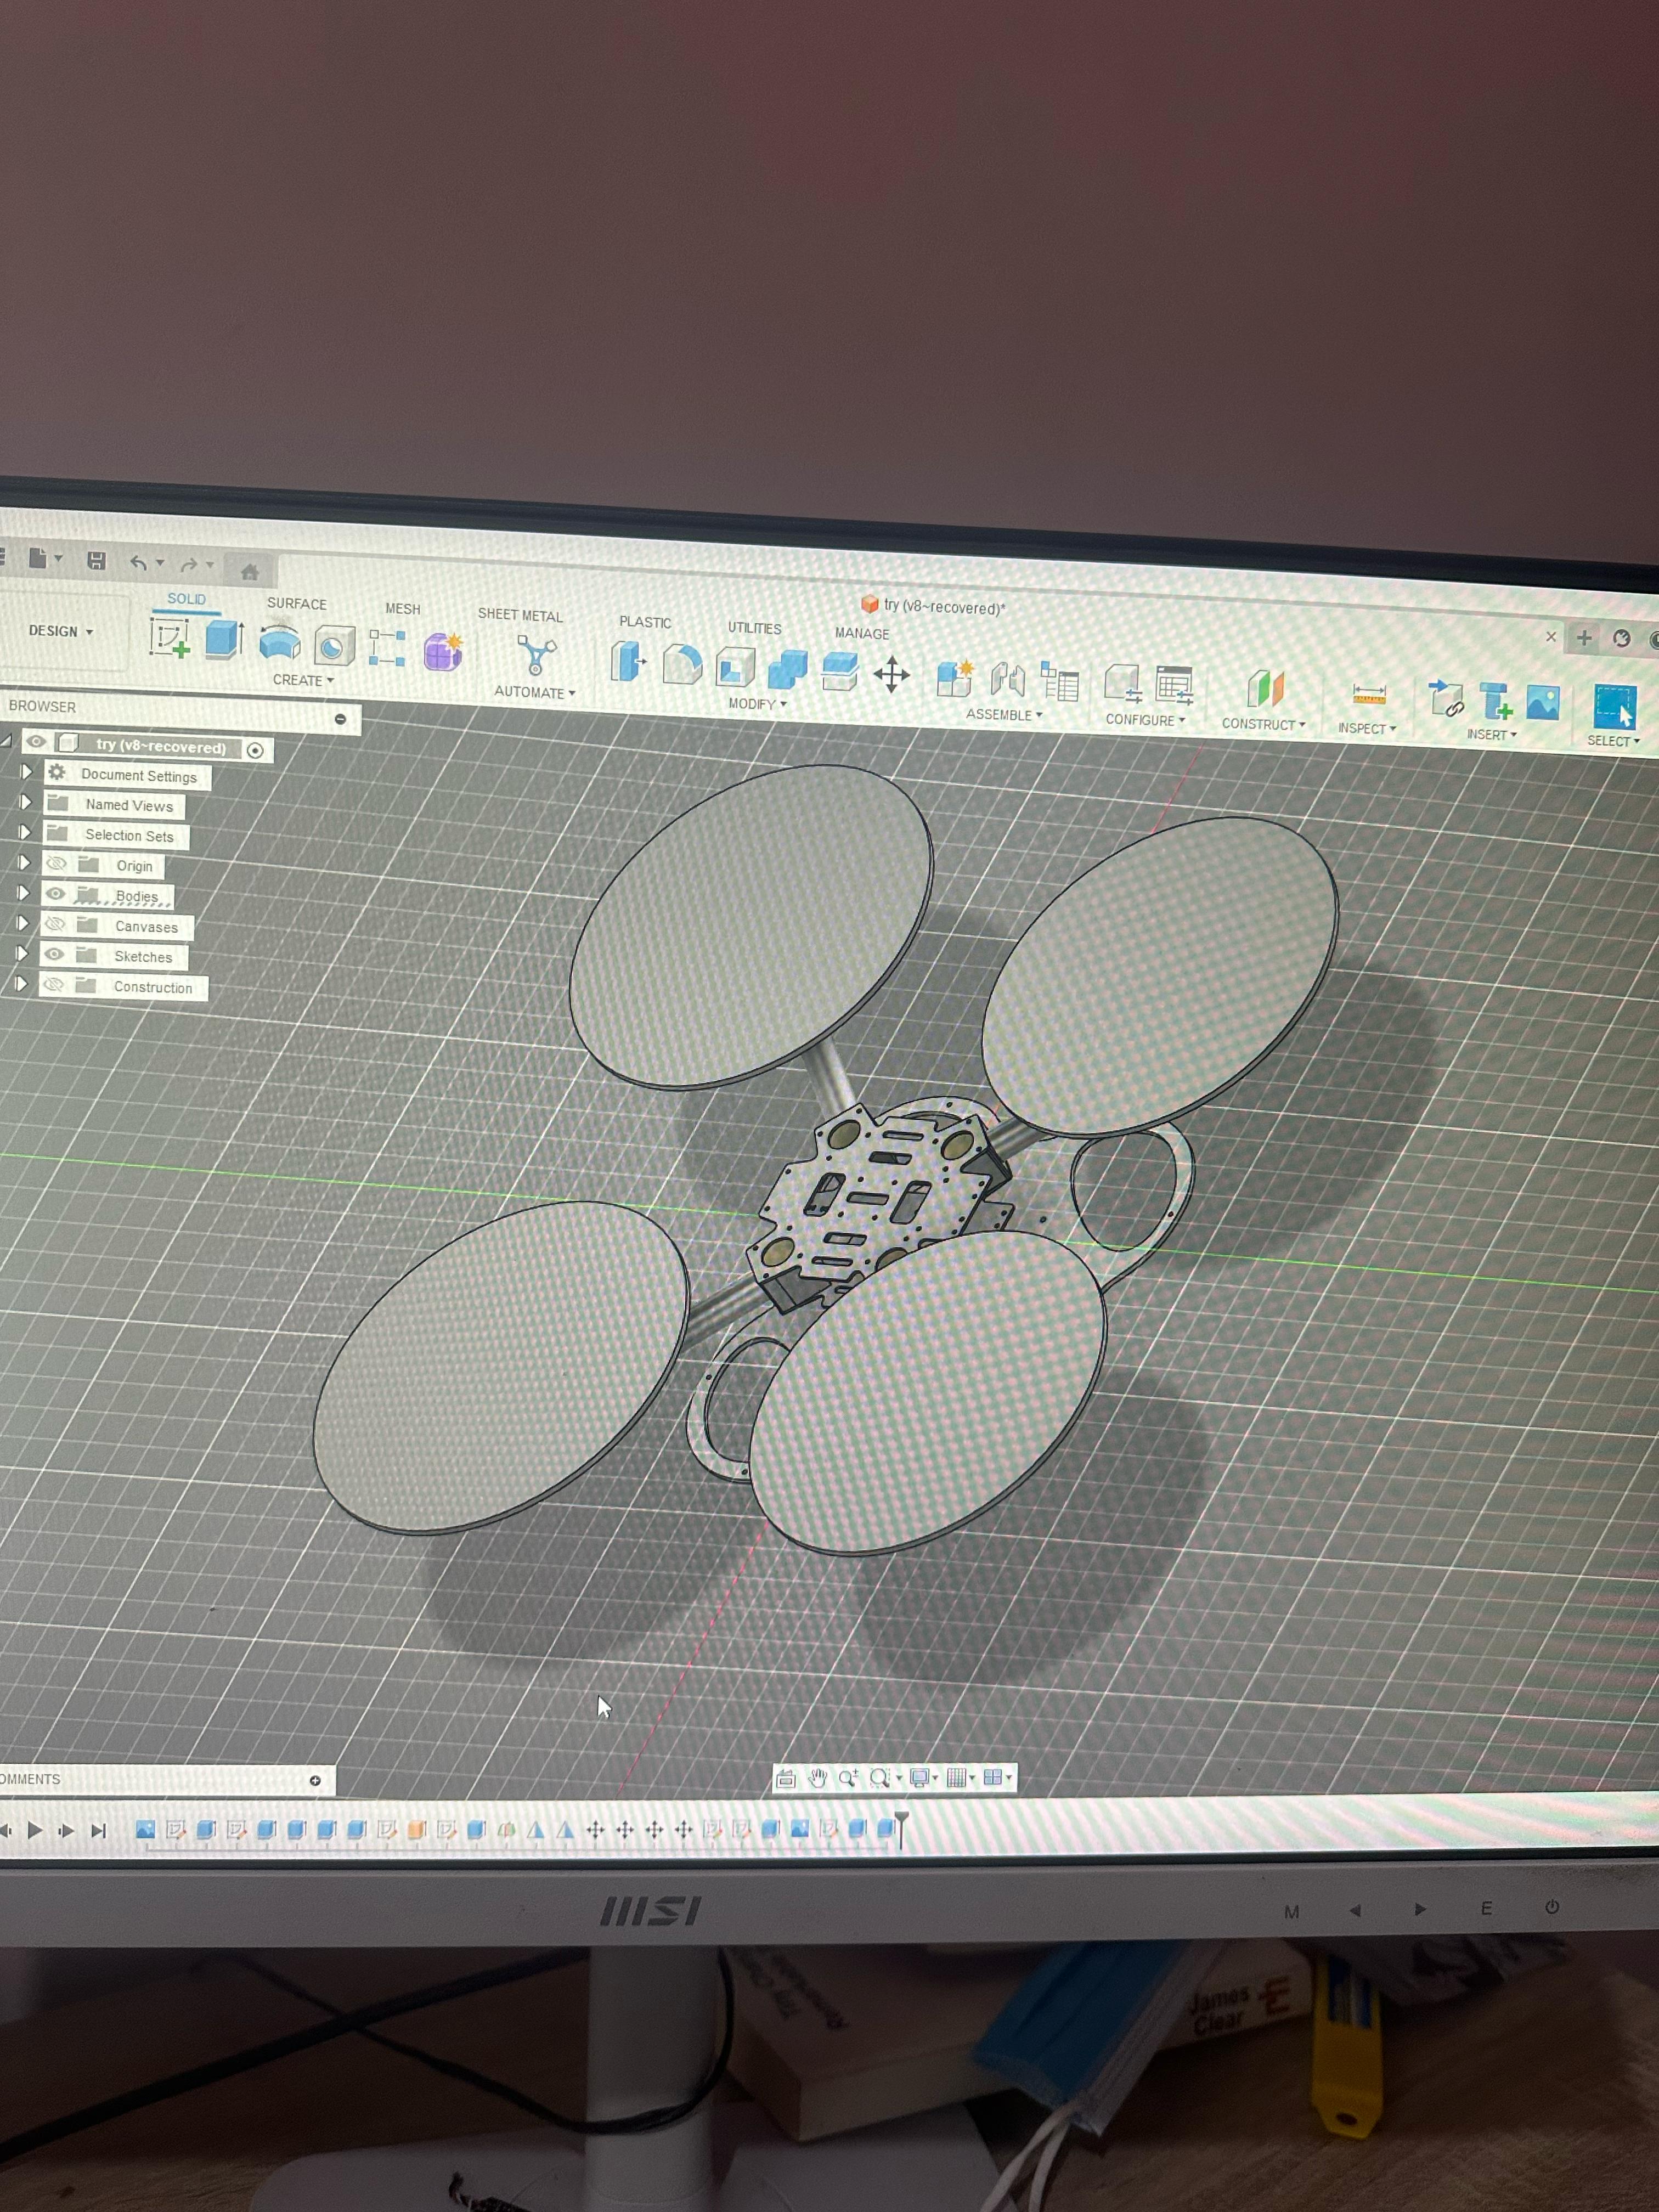 try (v8~recovered)*
DESIGN
SOLID
SURFACE
MESH
SHEET METAL
PLASTIC
UTILITIES
MANAGE
CREATE
AUTOMATE
MODIFY
ASSEMBLE
CONFIGURE
CONSTRUCT
INSPECT
INSERT
SELECT
BROWSER
try (v8~recovered)
Document Settings
Named Views
Selection Sets
Origin
Bodies
Canvases
Sketches
Construction
OMMENTS
msi
M
E
James
Clear